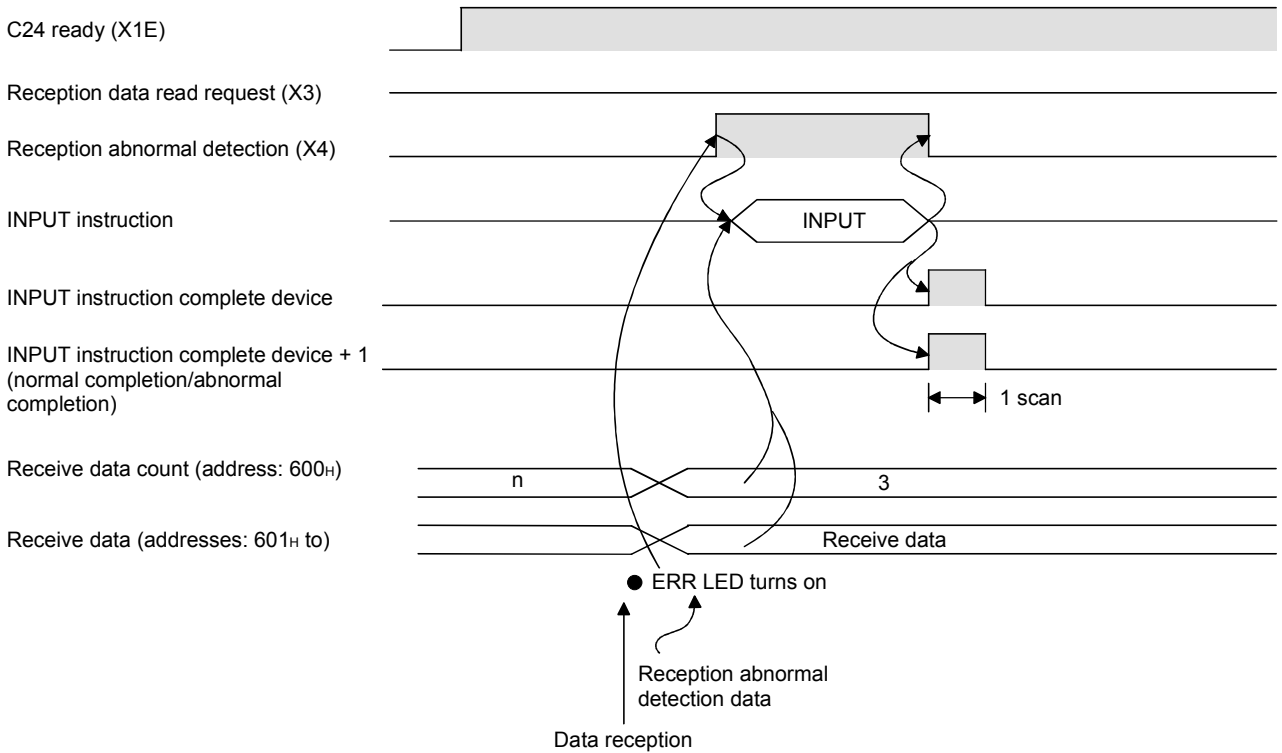 C24 ready (X1E)
Reception data read request (X3)
Reception abnormal detection (X4)
INPUT instruction
INPUT
INPUT instruction complete device
INPUT instruction complete device + 1
(normal completion/abnormal
completion)
1 scan
Receive data count (address: 600H)
n
3
Receive data (addresses: 601H to)
Receive data
ERR LED turns on
Reception abnormal
detection data
Data reception